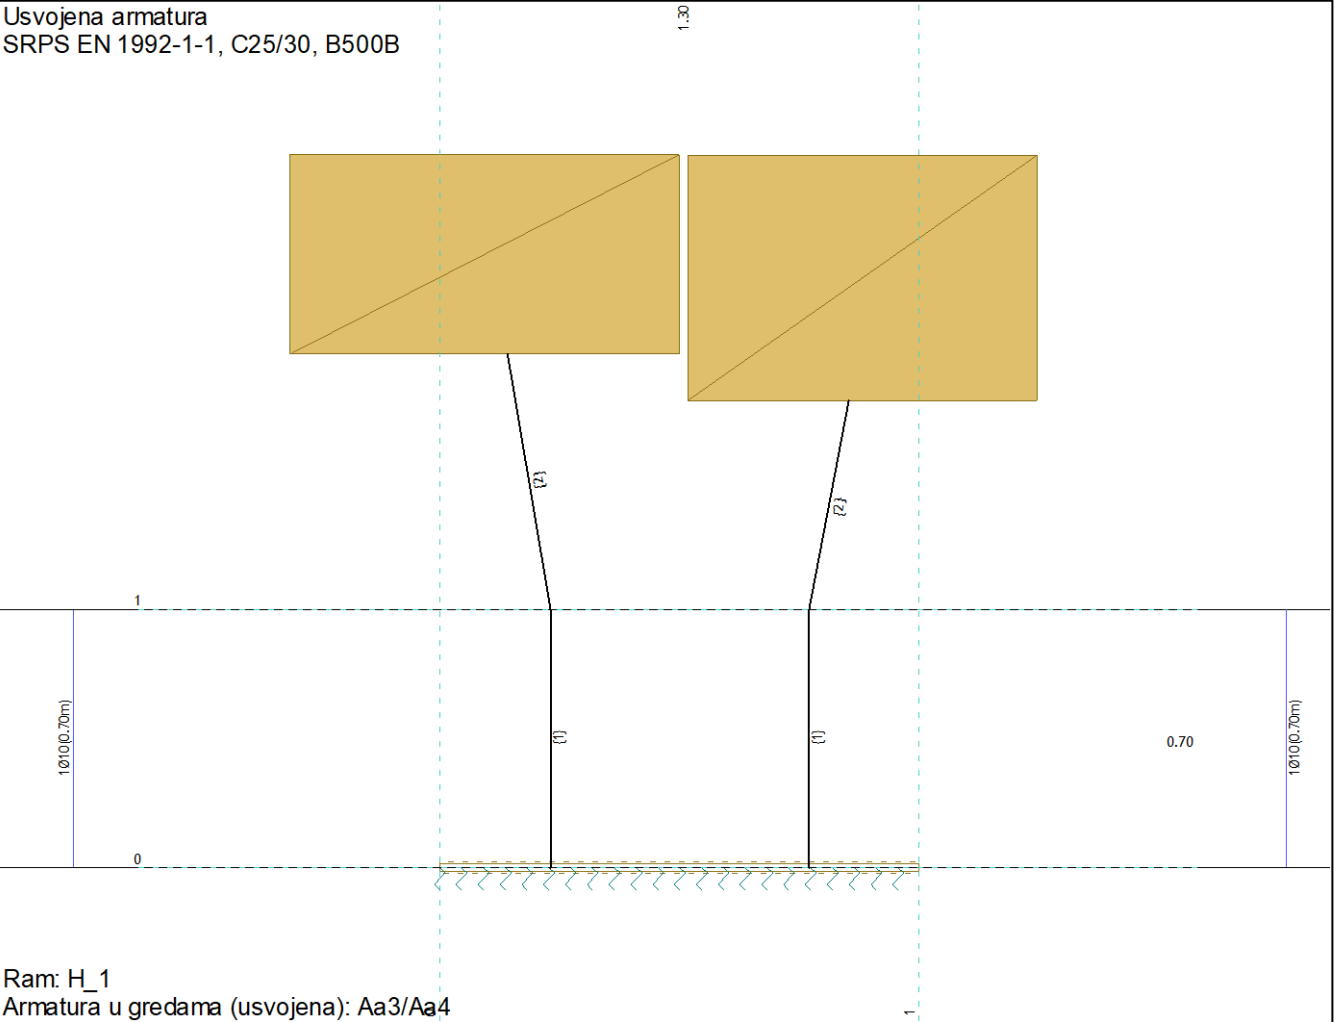 Usvojena armatura
SRPS EN 1992-1-1, C25/30, B500B
1.30
{2}
{2}
1
1Ø10(0.70m)
{1}
{1}
0.70
1Ø10(0.70m)
0
Ram: H_1
Armatura u gredama (usvojena): Aa3/Aa4
1